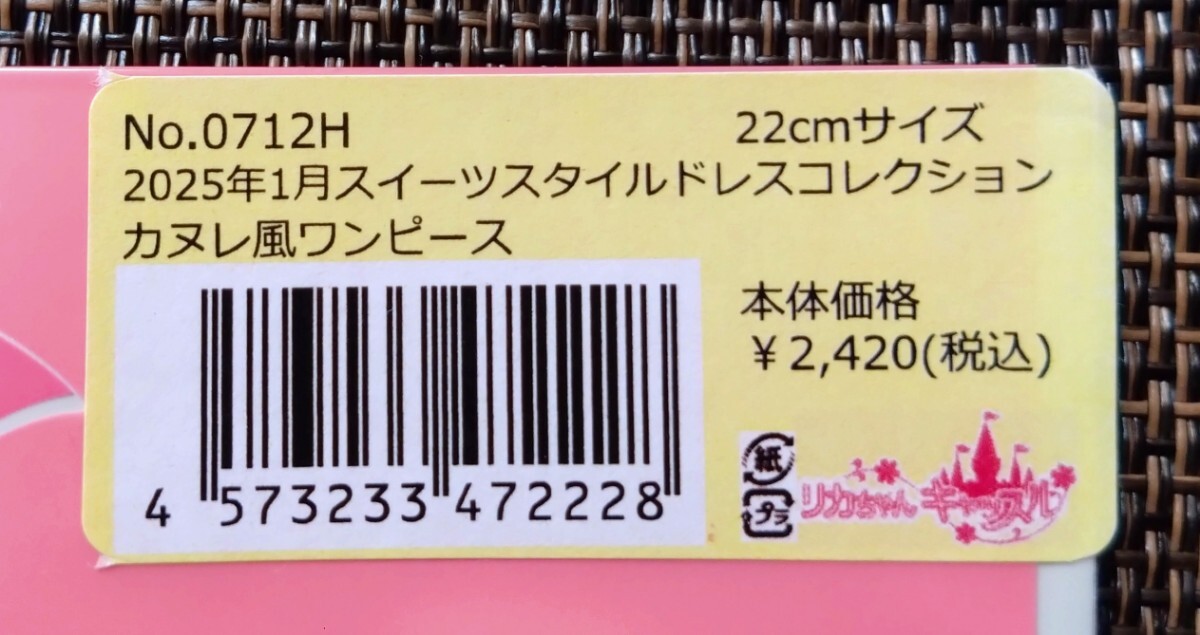 No.0712H 22cmサイズ
2025年1月スイーツスタイルドレスコレクション
カヌレ風ワンピース
本体価格
￥2,420(税込)
4 573233 472228
紙
プラ
リカちゃん キャッスル